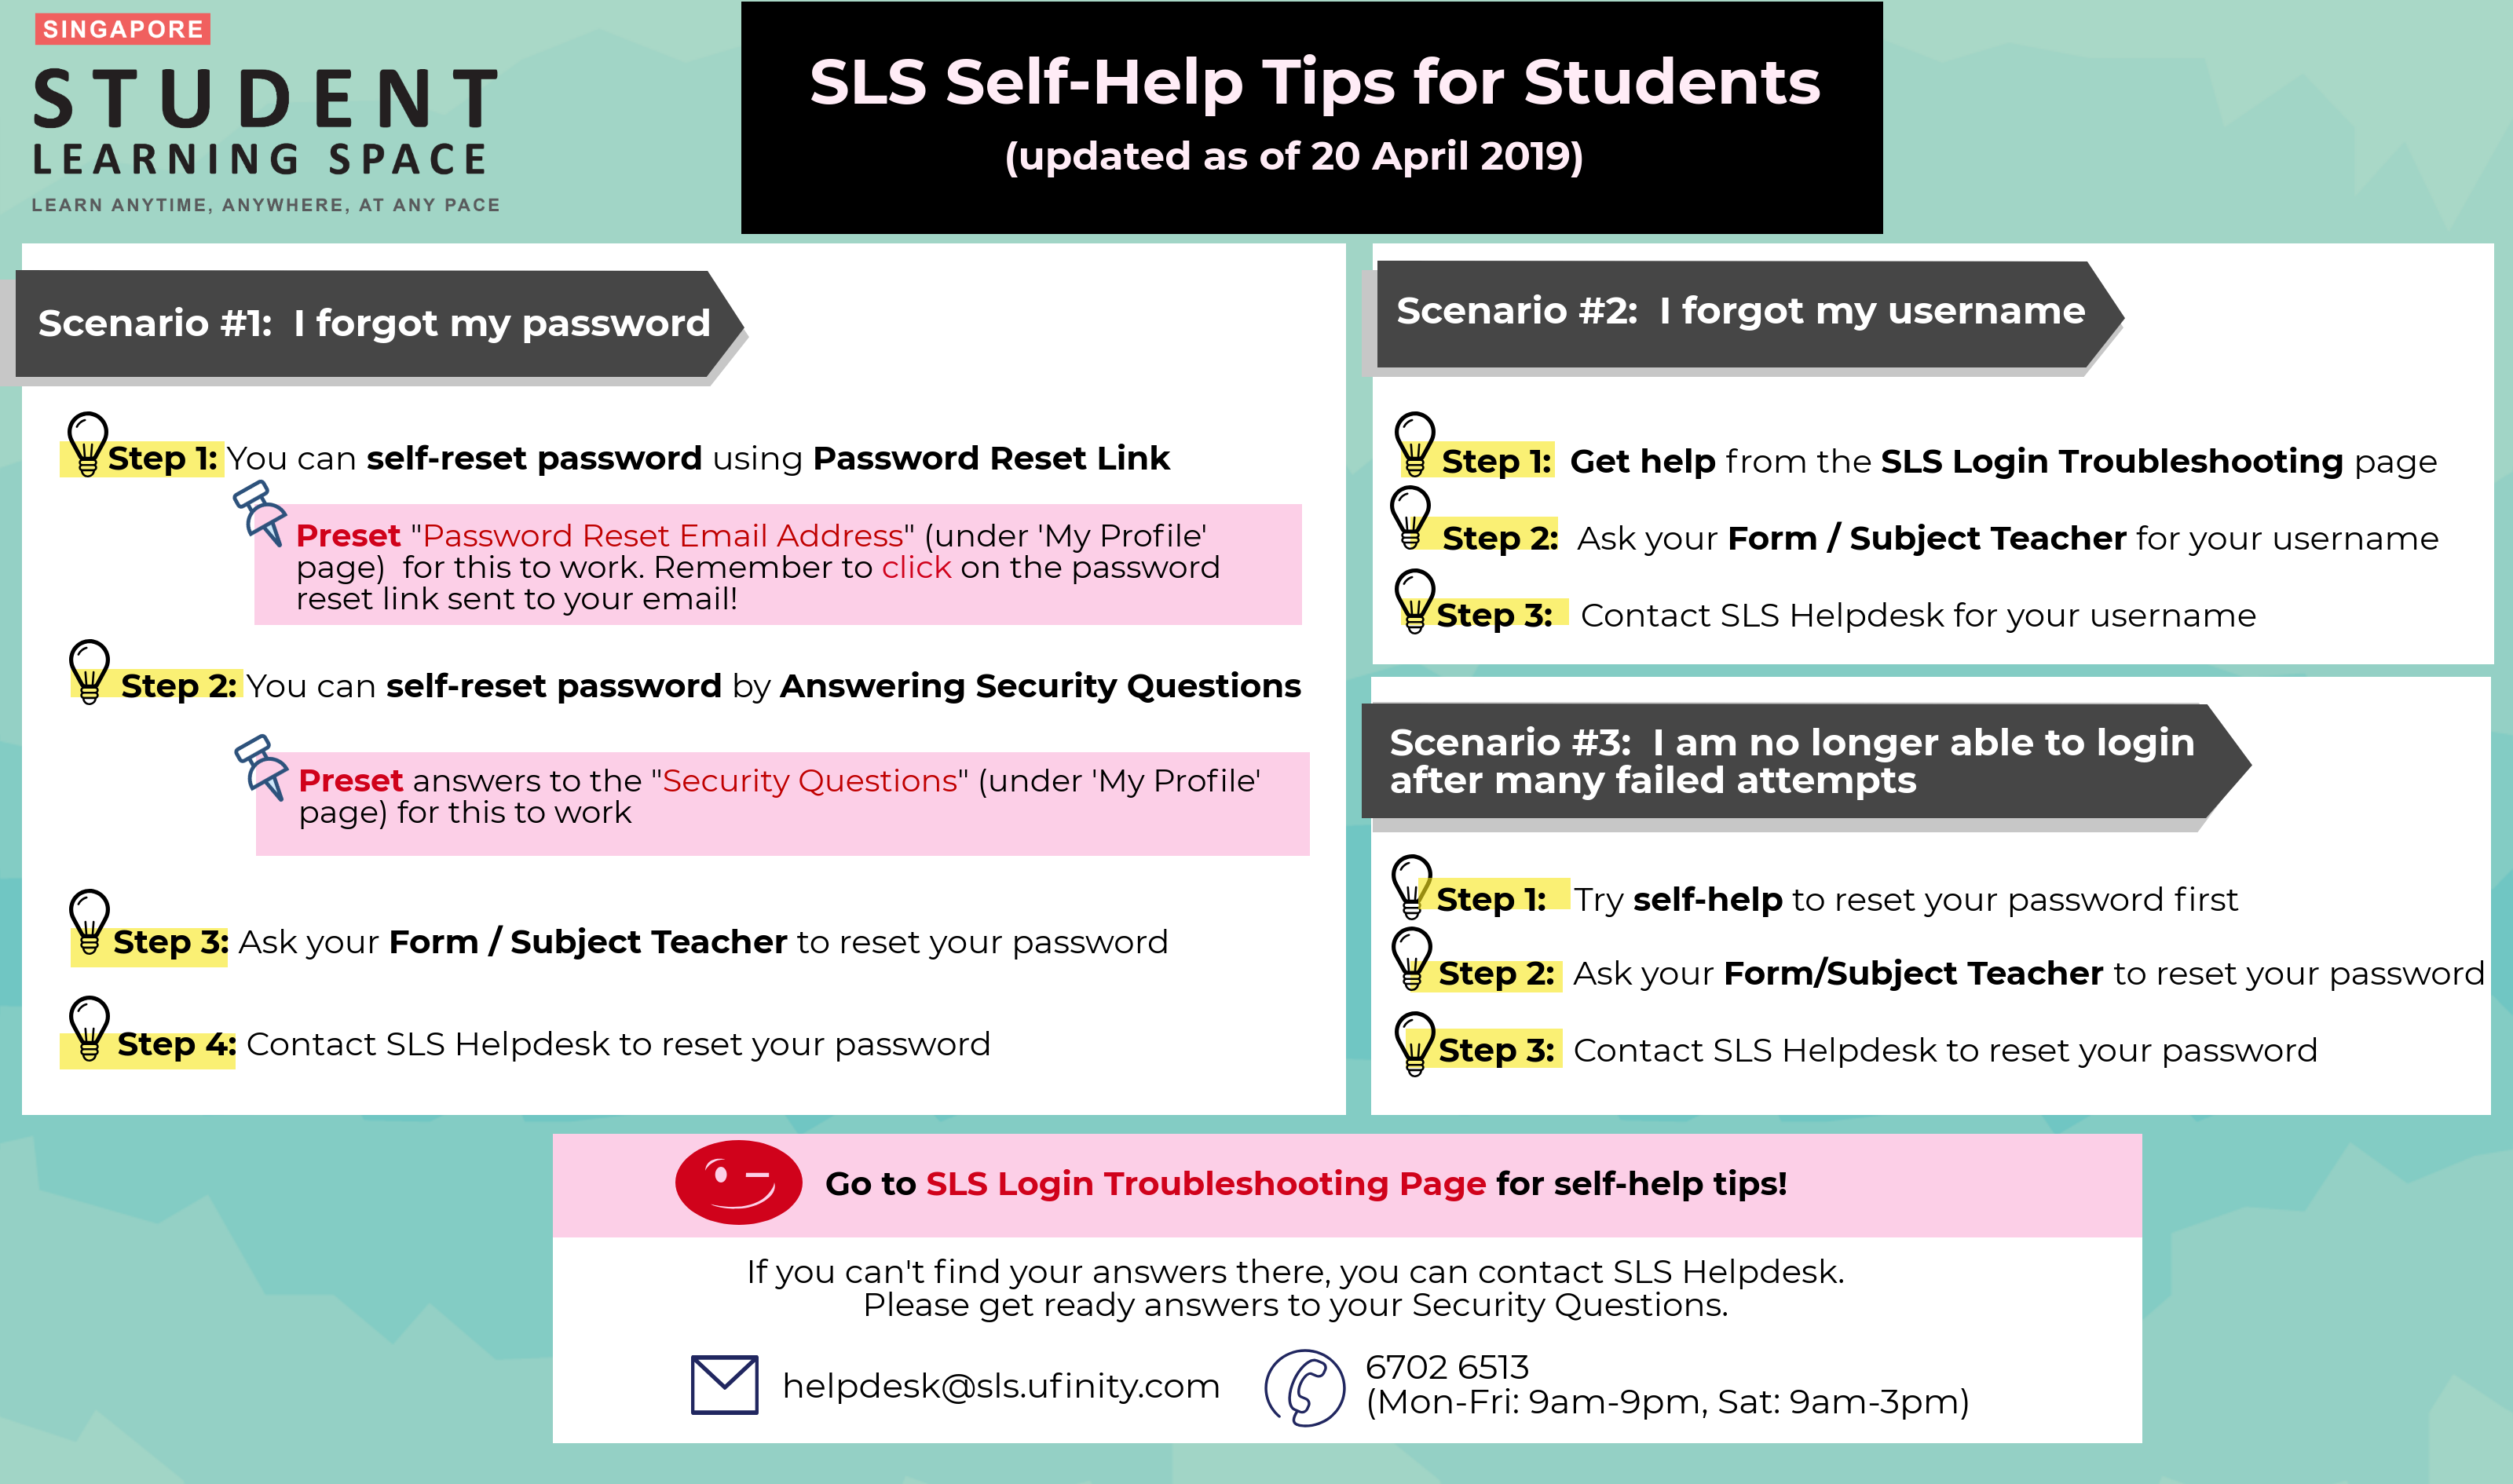 SINGAPORE
STUDENT
LEARNING SPACE
LEARN ANYTIME, ANYWHERE, AT ANY PACE
SLS Self-Help Tips for Students
(updated as of 20 April 2019)
Scenario #1:  I forgot my password
Step 1: You can self-reset password using Password Reset Link
Preset "Password Reset Email Address" (under 'My Profile'
page)  for this to work. Remember to click on the password
reset link sent to your email!
Step 2: You can self-reset password by Answering Security Questions
Preset answers to the "Security Questions" (under 'My Profile'
page) for this to work
Step 3: Ask your Form / Subject Teacher to reset your password
Step 4: Contact SLS Helpdesk to reset your password
Scenario #2:  I forgot my username
Step 1:  Get help from the SLS Login Troubleshooting page
Step 2:  Ask your Form / Subject Teacher for your username
Step 3:  Contact SLS Helpdesk for your username
Scenario #3:  I am no longer able to login
after many failed attempts
Step 1:  Try self-help to reset your password first
Step 2:  Ask your Form/Subject Teacher to reset your password
Step 3:  Contact SLS Helpdesk to reset your password
Go to SLS Login Troubleshooting Page for self-help tips!
If you can't find your answers there, you can contact SLS Helpdesk.
Please get ready answers to your Security Questions.
helpdesk@sls.ufinity.com
6702 6513
(Mon-Fri: 9am-9pm, Sat: 9am-3pm)